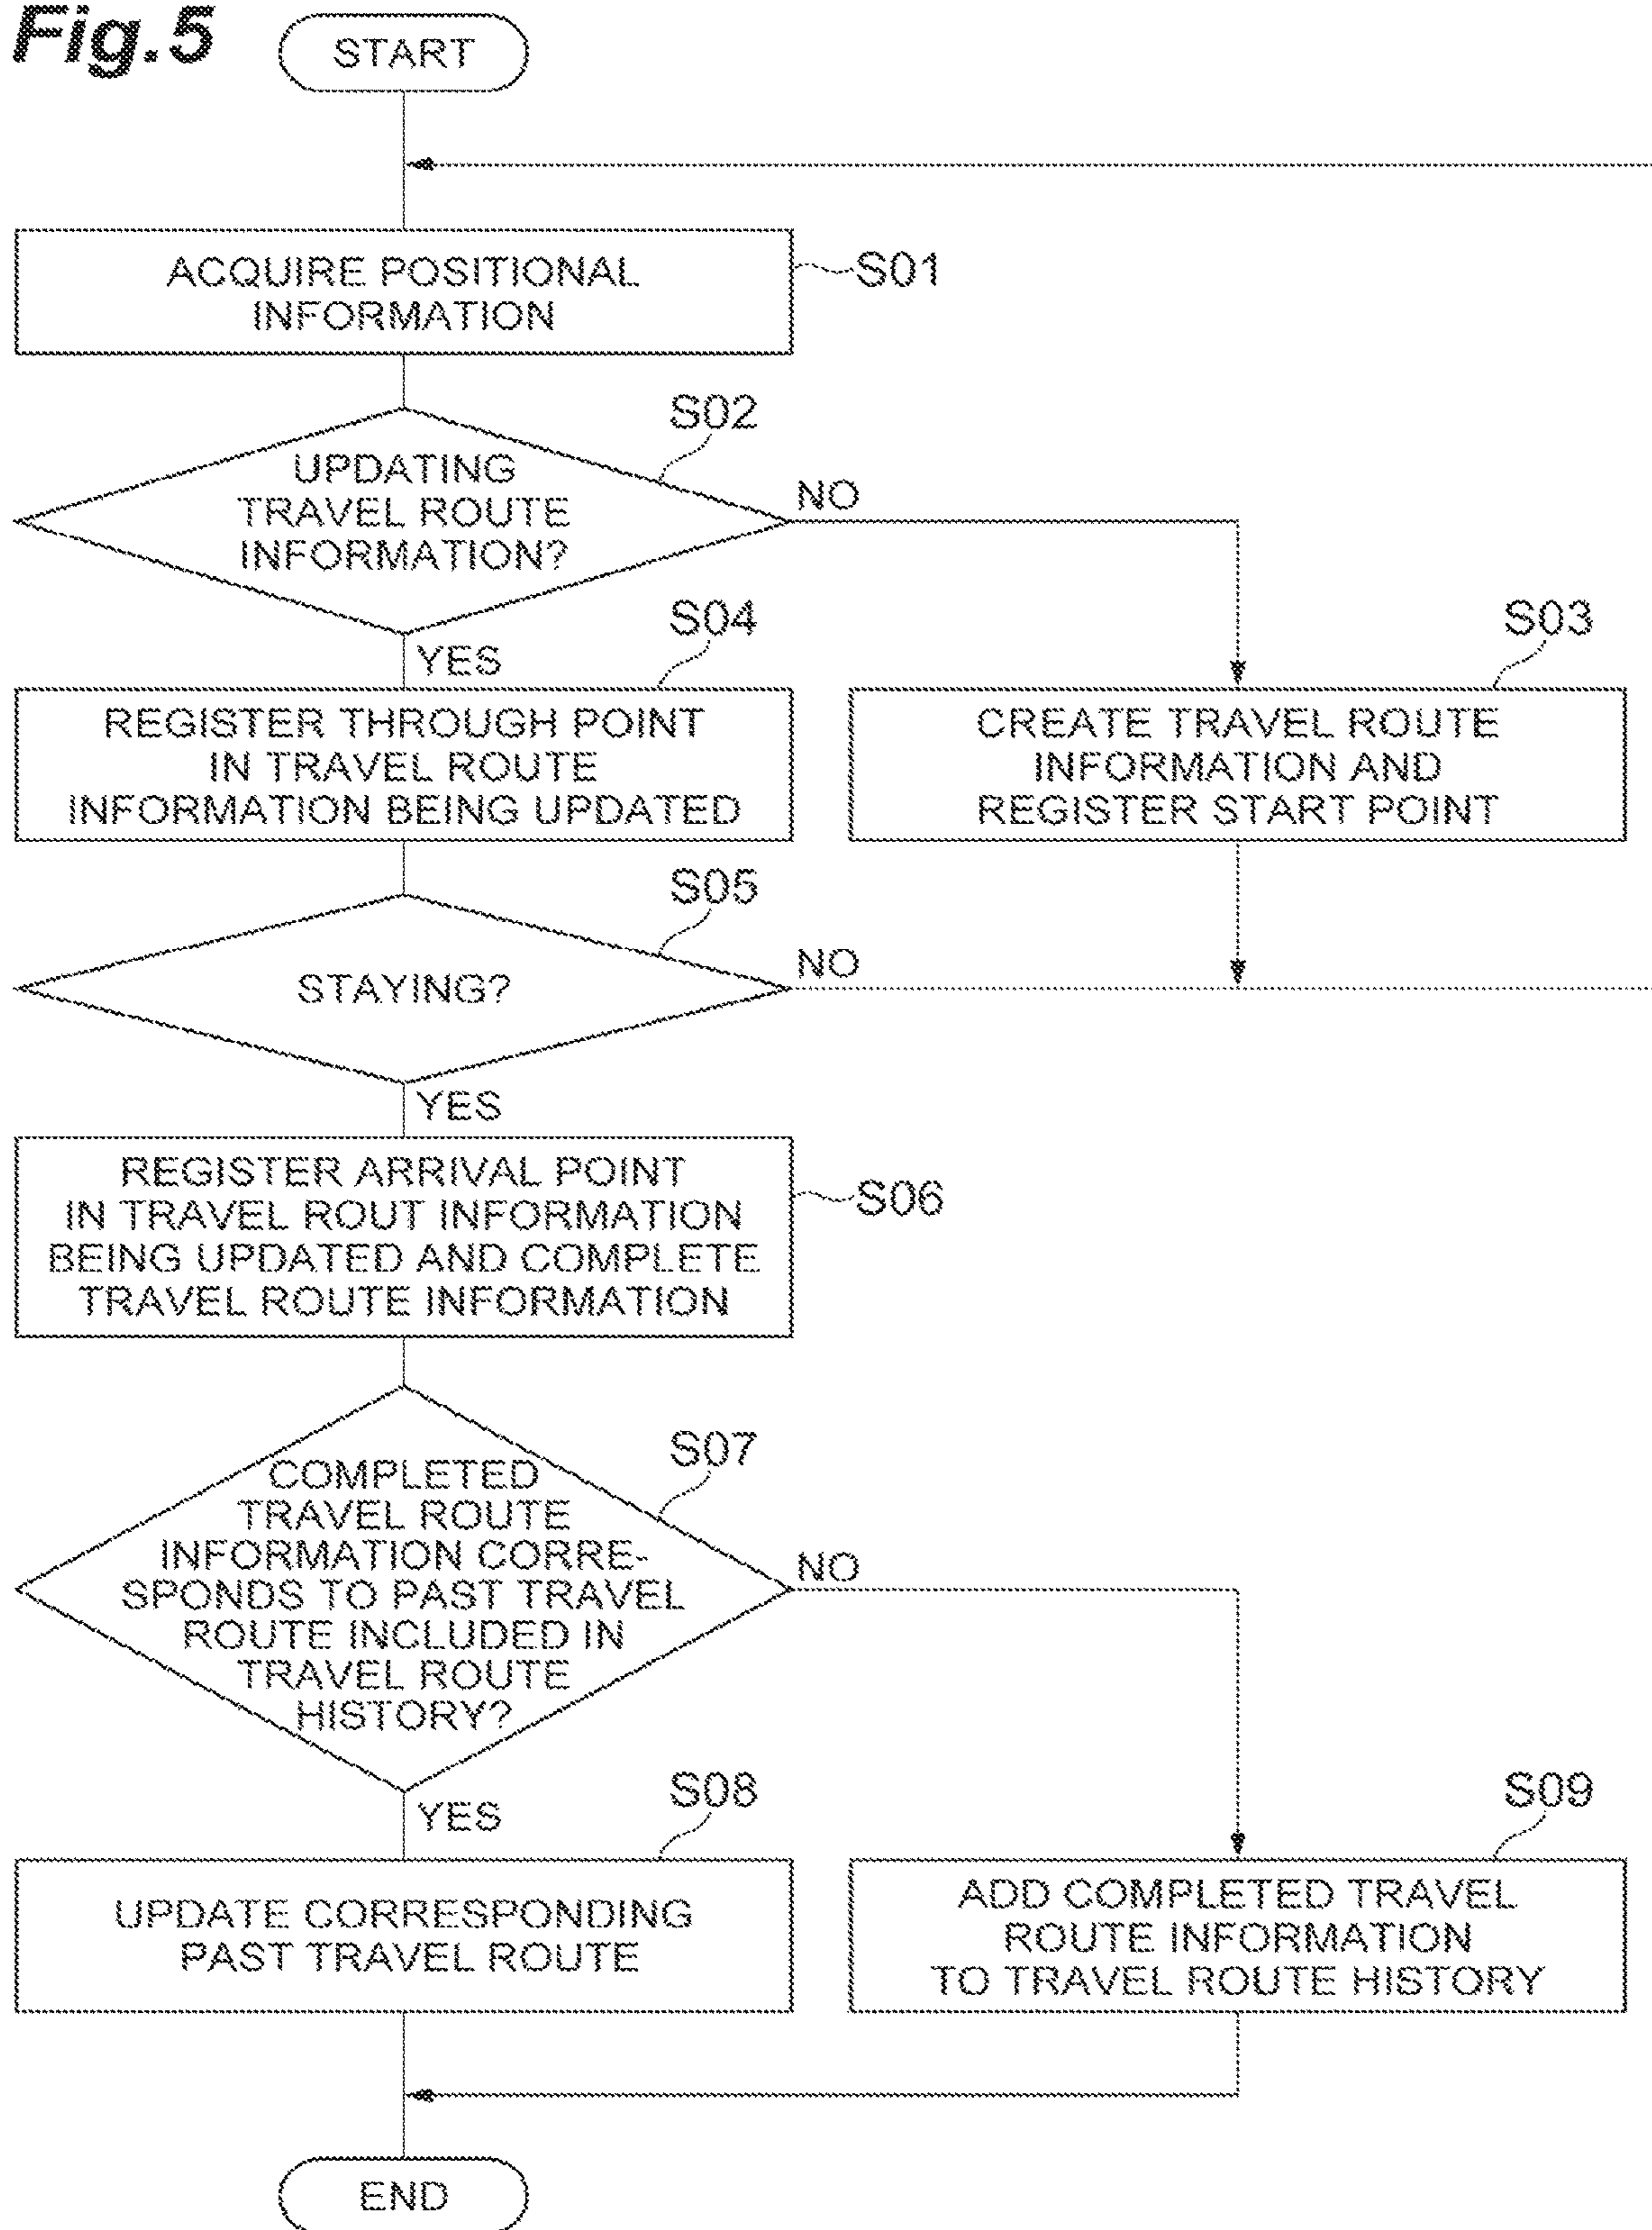 Fig.5
START
ACQUIRE POSITIONAL
INFORMATION
S01
S02
UPDATING
TRAVEL ROUTE
INFORMATION?
NO
YES
S04
S03
REGISTER THROUGH POINT
IN TRAVEL ROUTE
INFORMATION BEING UPDATED
CREATE TRAVEL ROUTE
INFORMATION AND
REGISTER START POINT
S05
STAYING?
NO
YES
REGISTER ARRIVAL POINT
IN TRAVEL ROUT INFORMATION
BEING UPDATED AND COMPLETE
TRAVEL ROUTE INFORMATION
S06
S07
COMPLETED
TRAVEL ROUTE
INFORMATION CORRE-
SPONDS TO PAST TRAVEL
ROUTE INCLUDED IN
TRAVEL ROUTE
HISTORY?
NO
YES
S08
S09
UPDATE CORRESPONDING
PAST TRAVEL ROUTE
ADD COMPLETED TRAVEL
ROUTE INFORMATION
TO TRAVEL ROUTE HISTORY
END